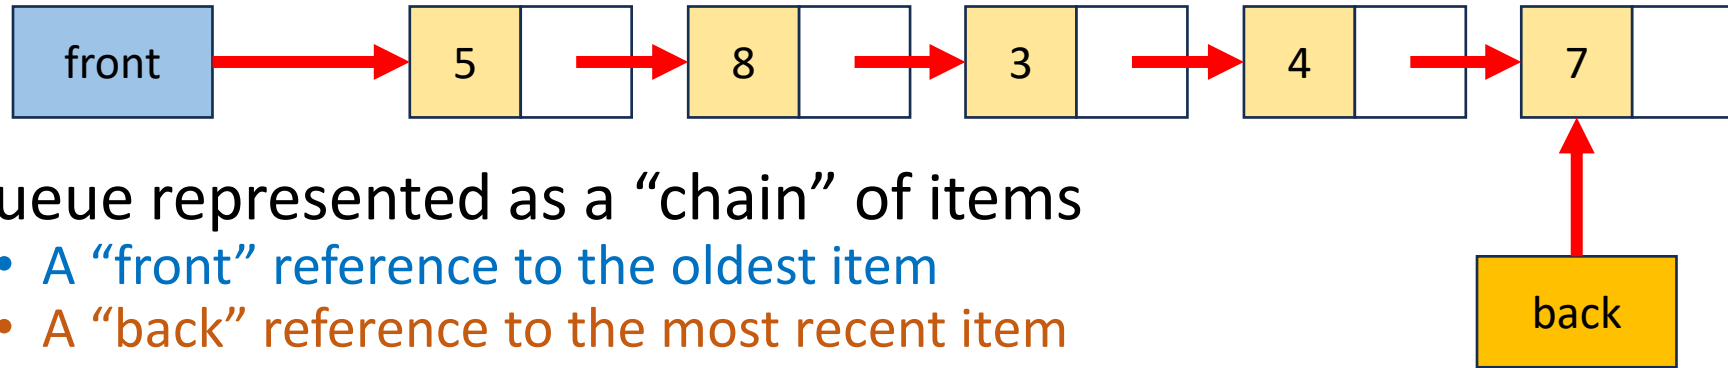 front 5 8 3 4 7
ueue represented as a “chain” of items
• A “front” reference to the oldest item
• A “back” reference to the most recent item
back